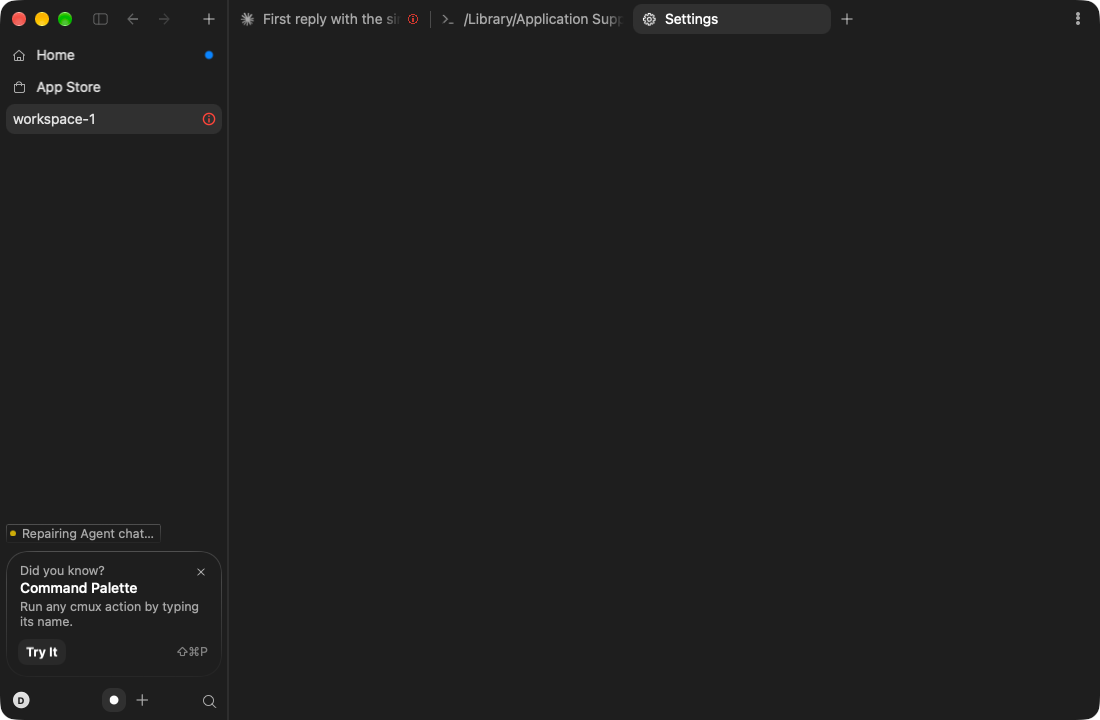 First reply with the si
/Library/Application Supp
Settings
Home
App Store
workspace-1
Repairing Agent chat...
Did you know?
Command Palette
Run any cmux action by typing
its name.
Try It
⇧⌘P
D